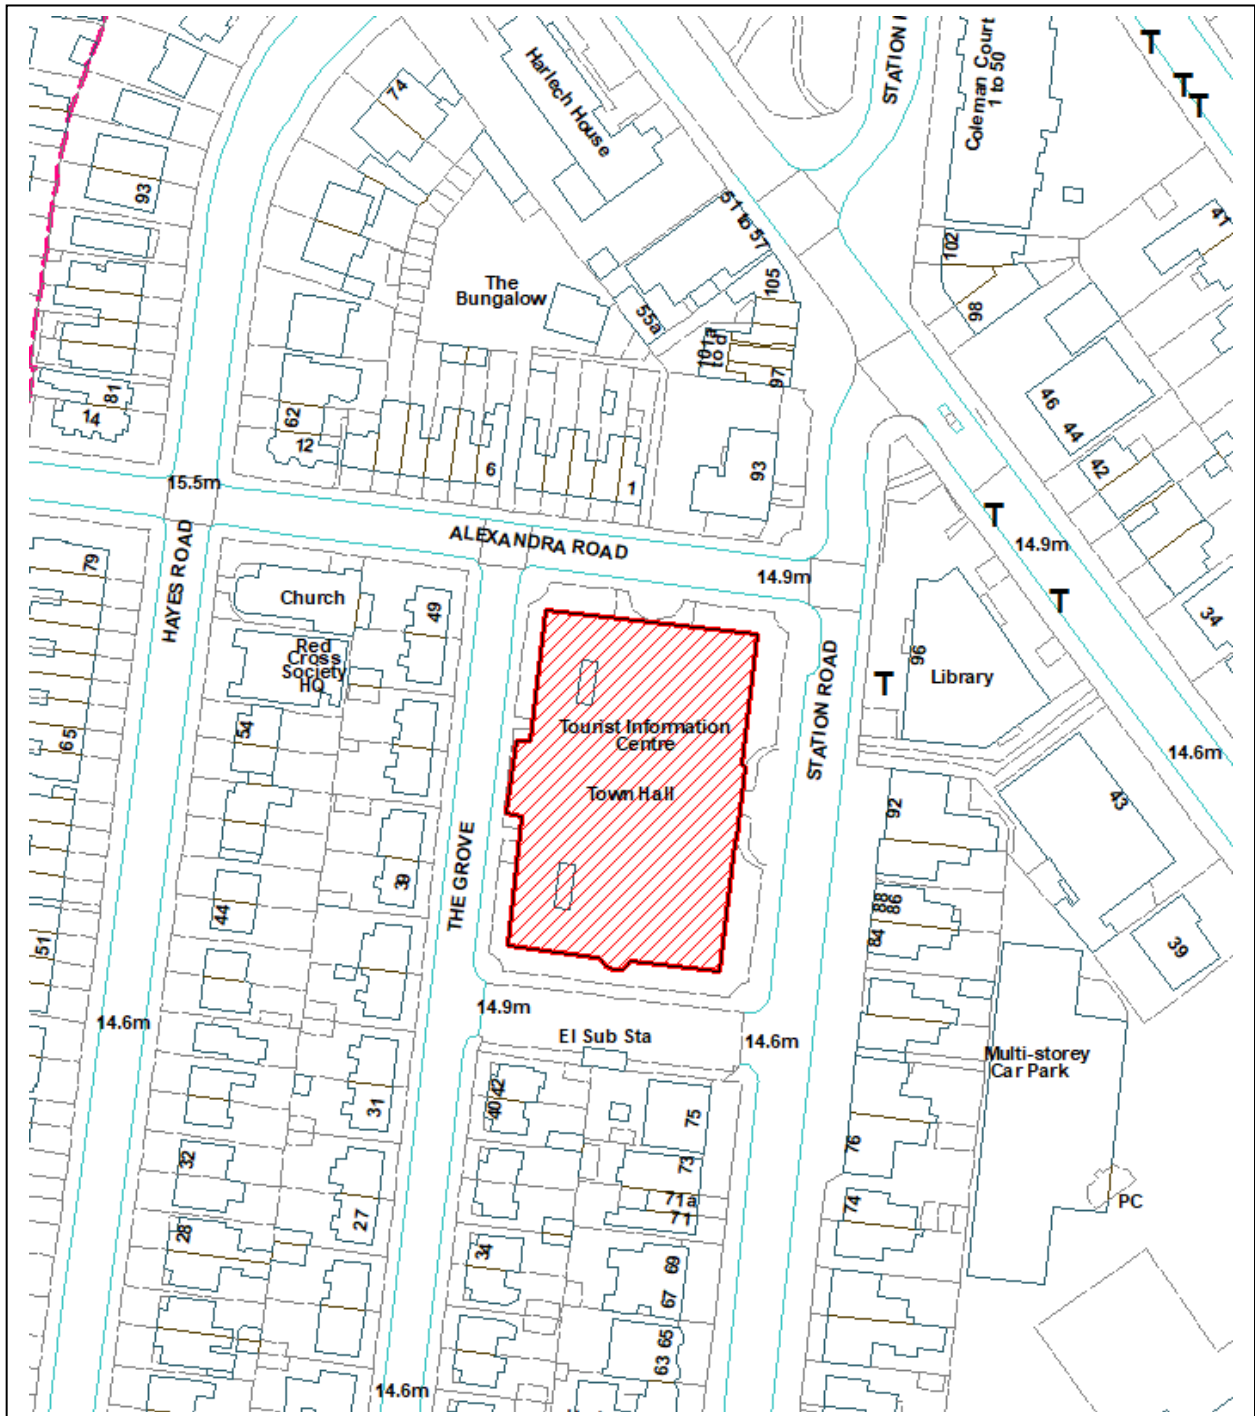 STATION
Coleman Court
1 to 50
T
T
T
Harlech House
74
93
51 to 57
41
102
The
Bungalow
105
98
55a
101a
to d
97
81
14
62
12
46
44
42
6
1
93
15.5m
T
ALEXANDRA ROAD
14.9m
14.9m
79
HAYES ROAD
Church
49
T
34
Red
Cross
Society
HQ
96
Library
T
STATION ROAD
Tourist Information
Centre
Town Hall
54
65
14.6m
43
92
THE GROVE
39
44
88
86
84
51
39
14.9m
14.6m
El Sub Sta
14.6m
Multi-storey
Car Park
42
40
31
75
76
32
73
71a
71
74
PC
27
28
34
69
67
65
63
14.6m